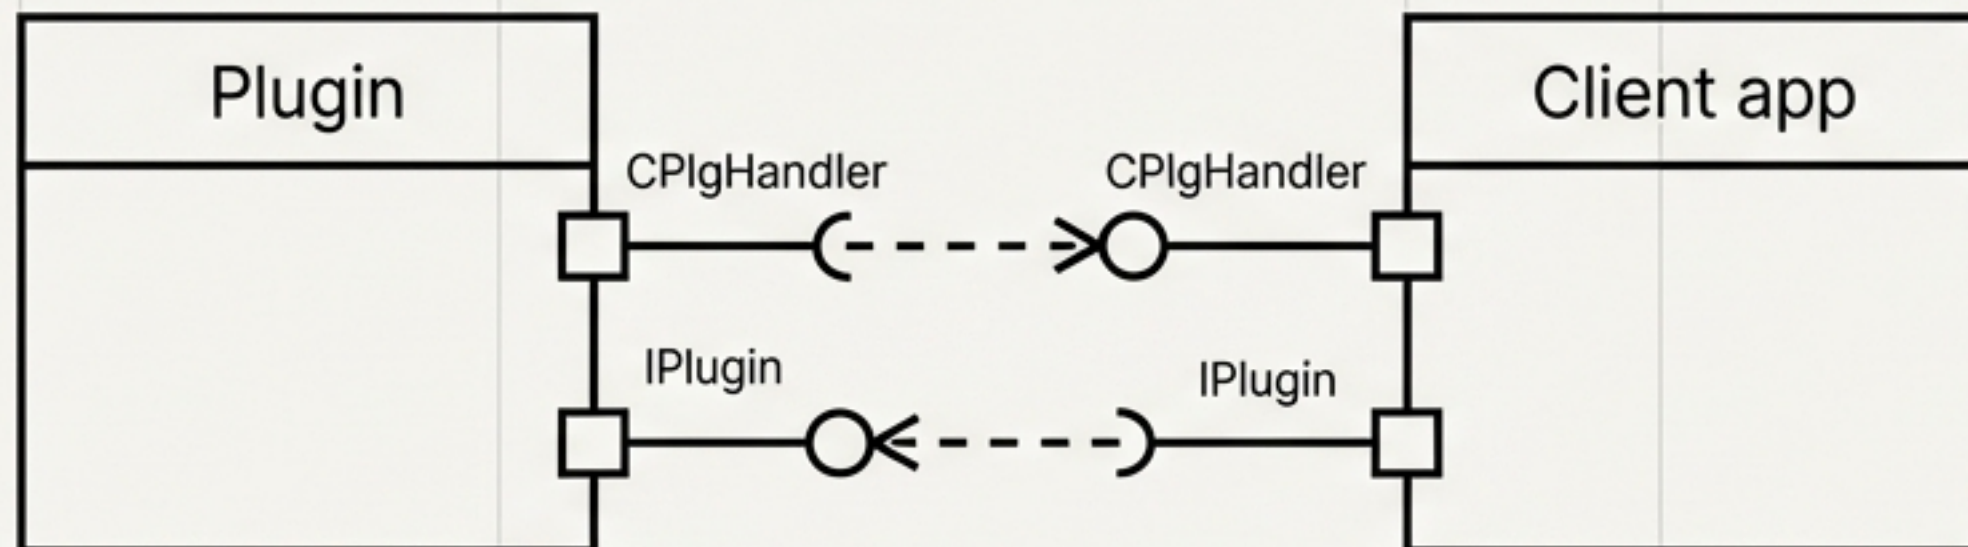 Plugin
Client app
CPlgHandler
CPlgHandler
IPlugin
IPlugin